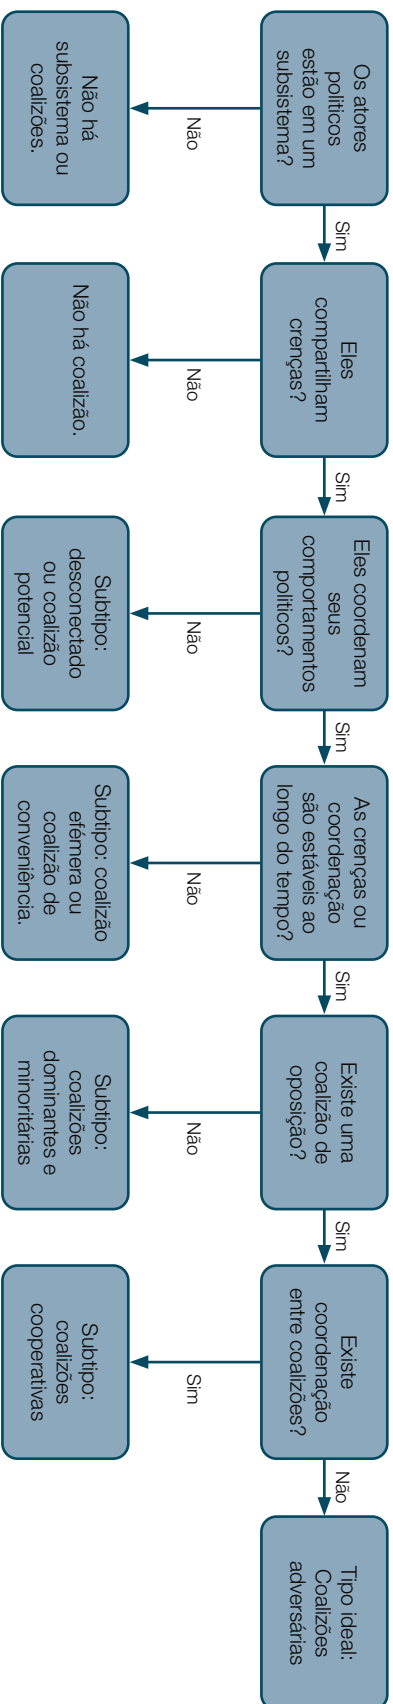 Os atores
politicos
estão em um
subsistema?
Sim
Não
Não há
subsistema ou
coalizões.
Eles
compartilham
crenças?
Sim
Não
Não há coalizão.
Eles coordenam
seus
comportamentos
politicos?
Sim
Não
Subtipo:
desconectado
ou coalizão
potencial
As crenças ou
coordenação
são estáveis ao
longo do tempo?
Sim
Não
Subtipo: coalizão
efémera ou
coalizão de
conveniência.
Existe uma
coalizão de
oposição?
Sim
Não
Subtipo:
coalizões
dominantes e
minoritárias
Existe
coordenação
entre coalizões?
Não
Sim
Subtipo:
coalizões
cooperativas
Tipo ideal:
Coalizões
adversárias